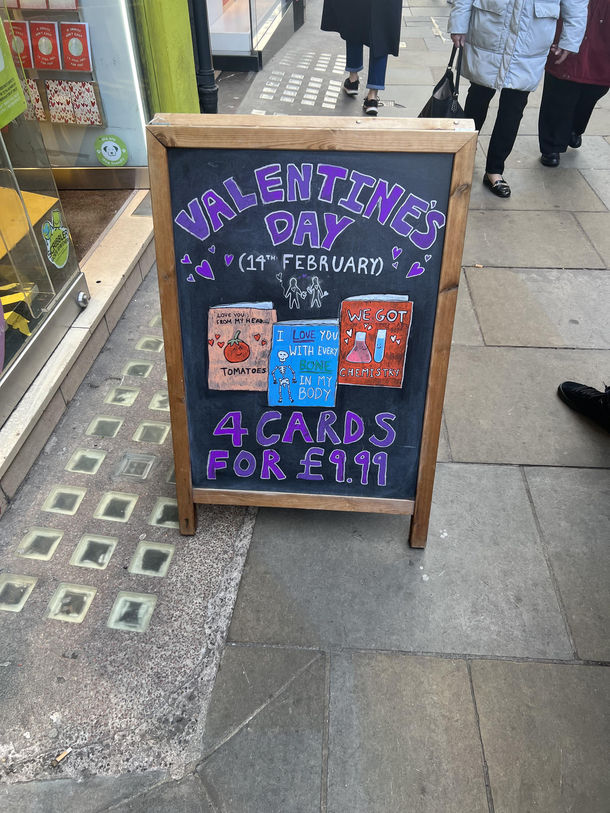 VALENTINE'S
DAY
(14TH FEBRUARY)
LOVE YOU
FROM MY HEAD
TOMATOES
I LOVE YOU
WITH EVERY
BONE
IN MY
BODY
WE GOT
CHEMISTRY
4 CARDS
FOR £9.99